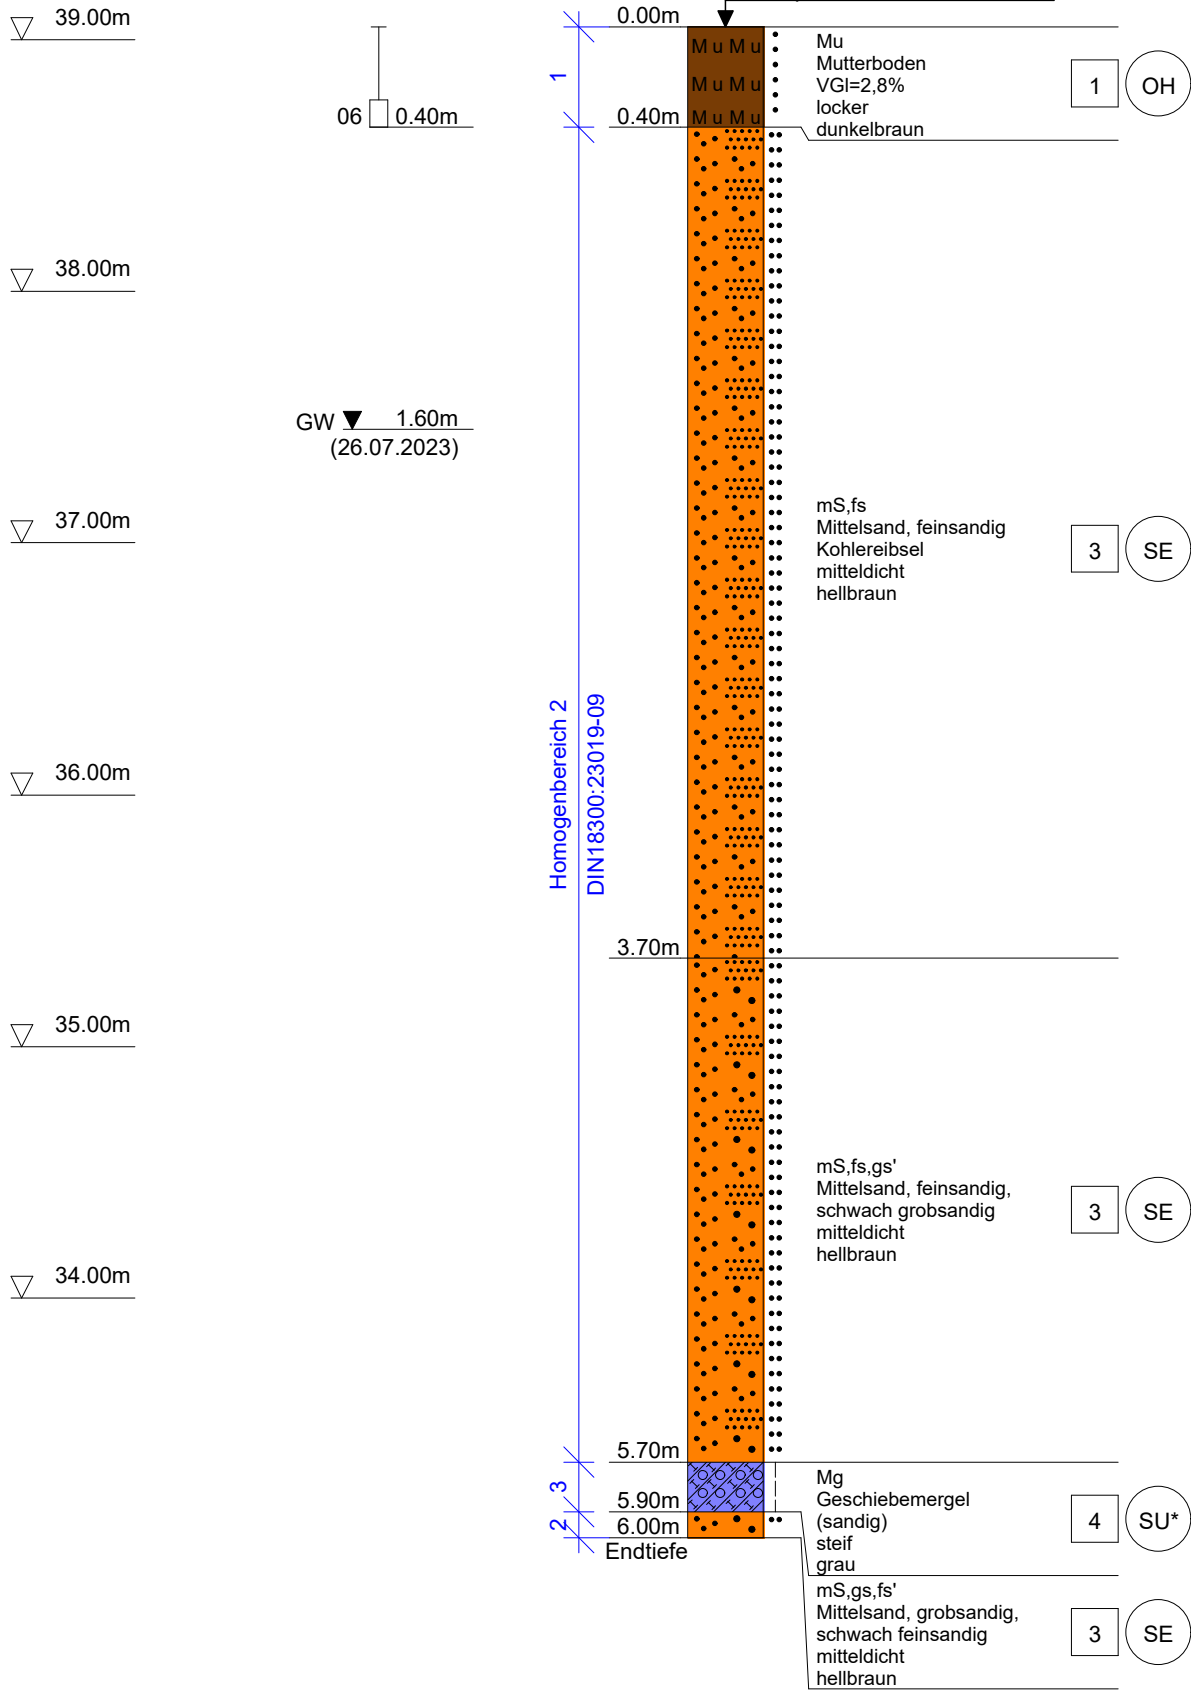 39.00m
0.00m
M u M u
M u M u
M u M u
1
06
0.40m
0.40m
Mu
Mutterboden
VGl=2,8%
locker
dunkelbraun
1
OH
38.00m
GW
1.60m
(26.07.2023)
37.00m
mS,fs
Mittelsand, feinsandig
Kohlereibsel
mitteldicht
hellbraun
3
SE
Homogenbereich 2
DIN18300:23019-09
36.00m
3.70m
35.00m
mS,fs,gs'
Mittelsand, feinsandig,
schwach grobsandig
mitteldicht
hellbraun
3
SE
34.00m
5.70m
3
5.90m
2
6.00m
Endtiefe
Mg
Geschiebemergel
(sandig)
steif
grau
4
SU*
mS,gs,fs'
Mittelsand, grobsandig,
schwach feinsandig
mitteldicht
hellbraun
3
SE